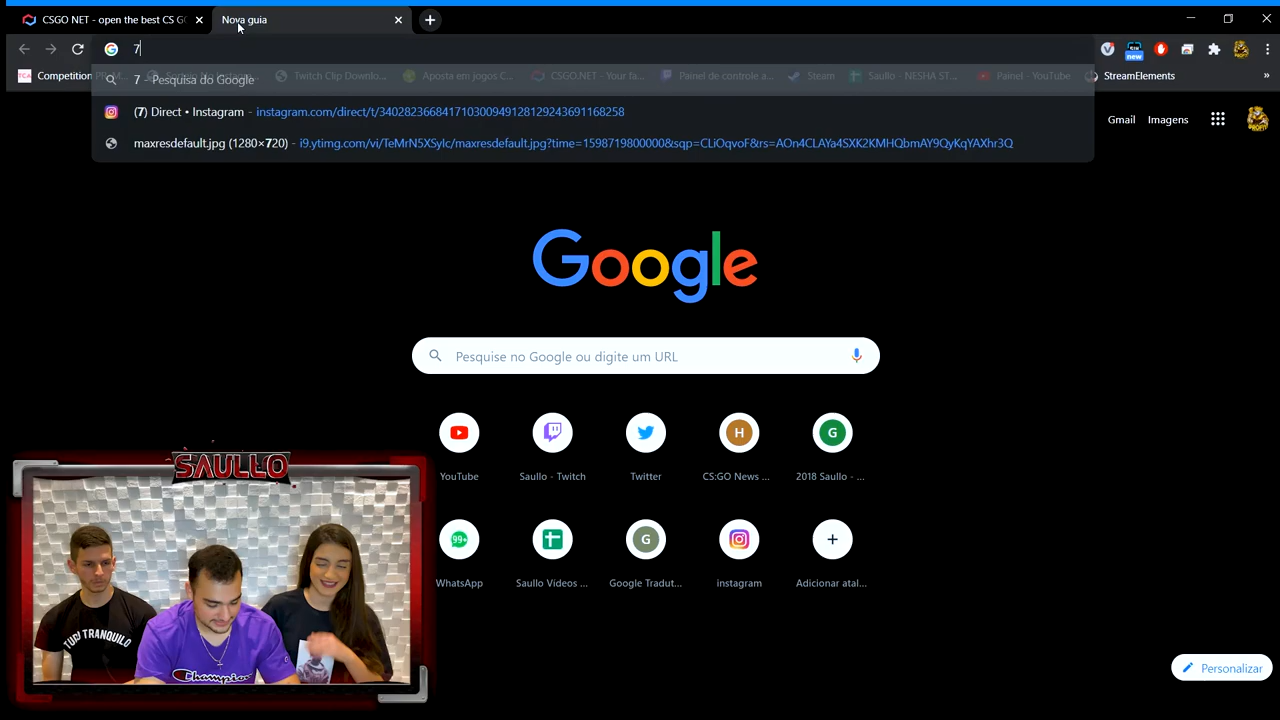 CSGO NET - open the best CS G
Nova guia
7
new
Competition
Twitch Clip Downlo...
Aposta em jogos C...
CSGO.NET - Your fa...
Painel de controle a...
Steam
Saullo - NESHA ST...
Painel - YouTube
StreamElements
»
7 - Pesquisa do Google
(7) Direct • Instagram - instagram.com/direct/t/340282366841710300949128129243691168258
maxresdefault.jpg (1280×720) - i9.ytimg.com/vi/TeMrN5XSyIc/maxresdefault.jpg?time=1598719800000&sqp=CLiOqvoF&rs=AOn4CLAYa4SXK2KMHQbmAY9QyKqYAXhr3Q
Gmail
Imagens
Google
Pesquise no Google ou digite um URL
YouTube
Saullo - Twitch
Twitter
H
CS:GO News ...
G
2018 Saullo - ...
99+
WhatsApp
Saullo Videos ...
G
Google Tradut...
instagram
Adicionar atal...
SAULLO
TUDO TRANQUILO
Champion
Personalizar